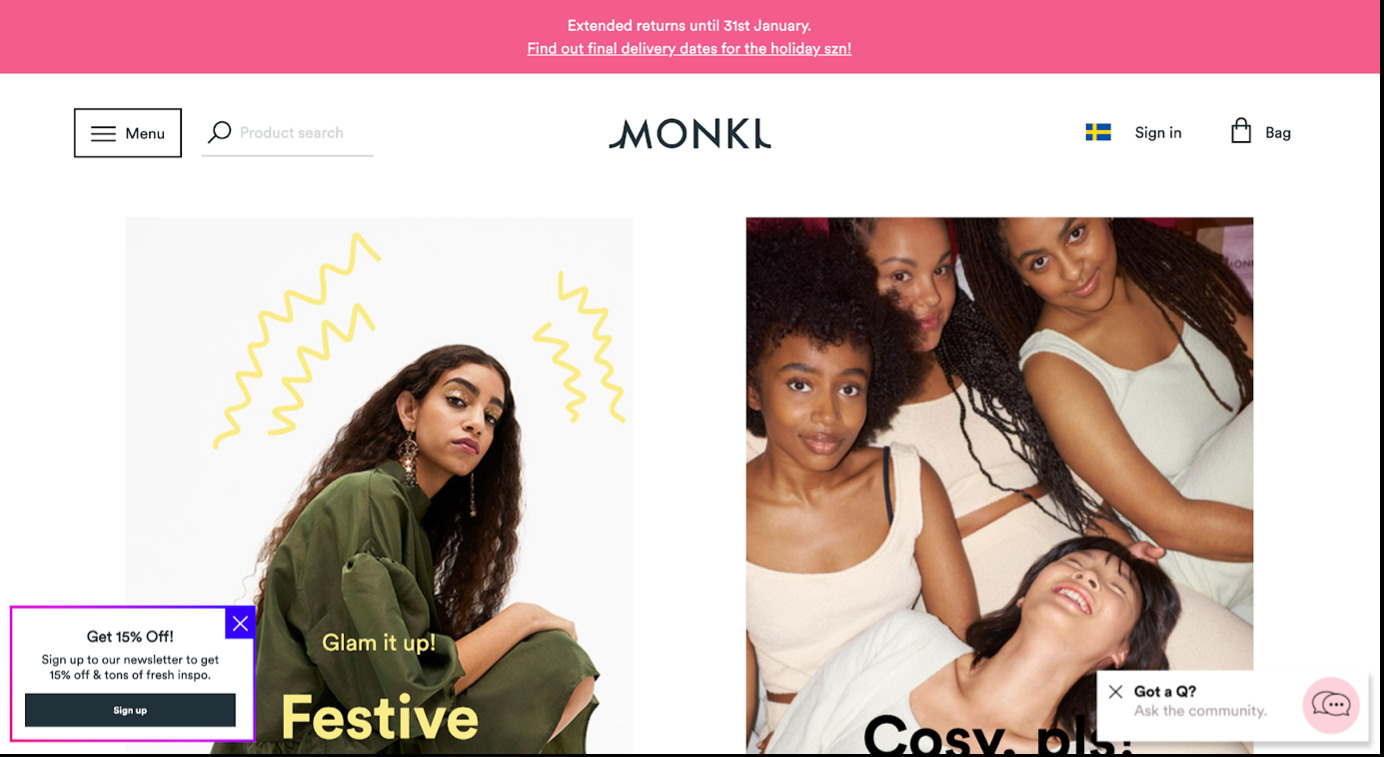 Extended returns until 31st January.
Find out final delivery dates for the holiday szn!
Menu
Product search
MONKI
Sign in
Bag
Glam it up!
Festive
Cosy, pls!
Get 15% Off!
Sign up to our newsletter to get
15% off & tons of fresh inspo.
Sign up
Got a Q?
Ask the community.